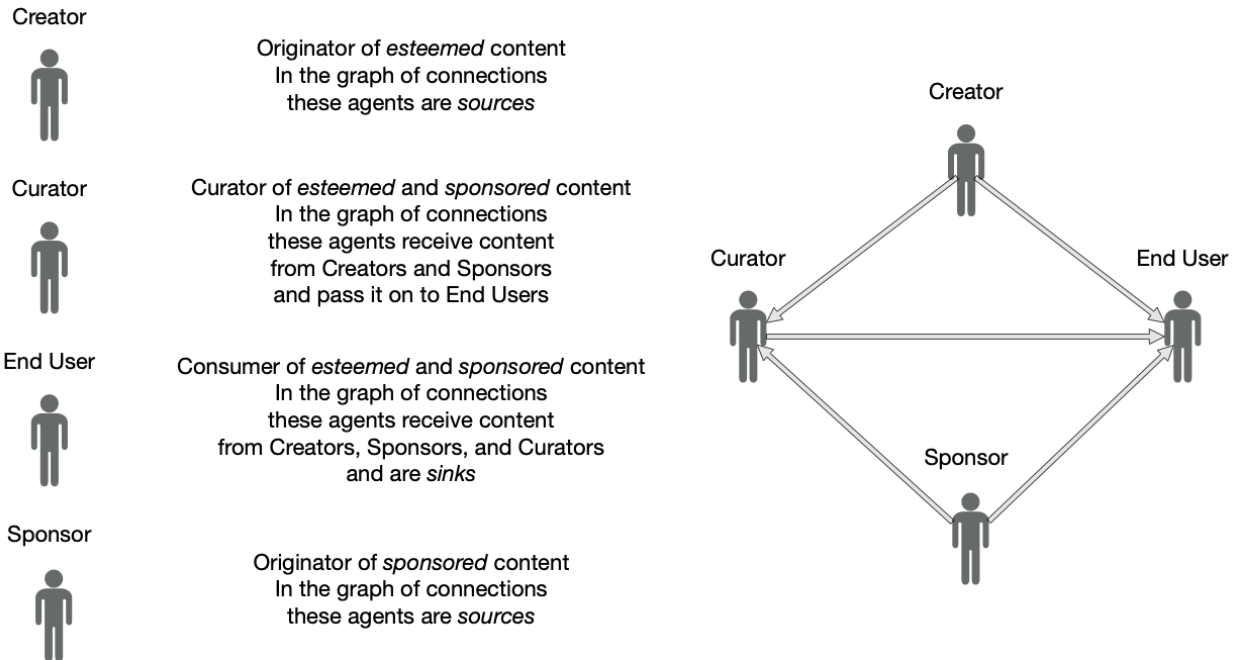 Creator
Originator of esteemed content
In the graph of connections
these agents are sources
Curator
Curator of esteemed and sponsored content
In the graph of connections
these agents receive content
from Creators and Sponsors
and pass it on to End Users
End User
Consumer of esteemed and sponsored content
In the graph of connections
these agents receive content
from Creators, Sponsors, and Curators
and are sinks
Sponsor
Originator of sponsored content
In the graph of connections
these agents are sources
Creator
Curator
End User
Sponsor